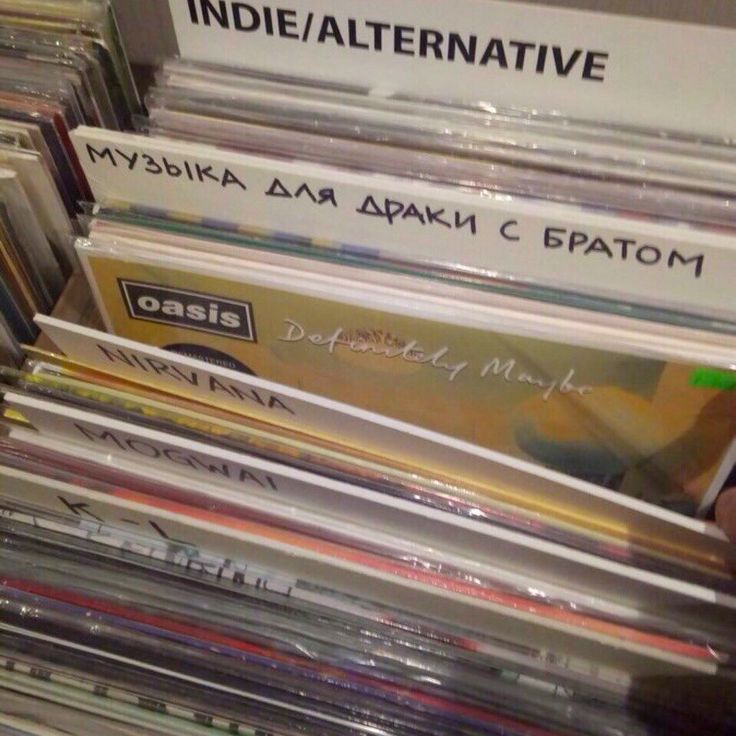 INDIE/ALTERNATIVE
МУЗЫКА ДЛЯ ДРАКИ С БРАТОМ
oasis
Definitely Maybe
NIRVANA
MOGWAI
K-L